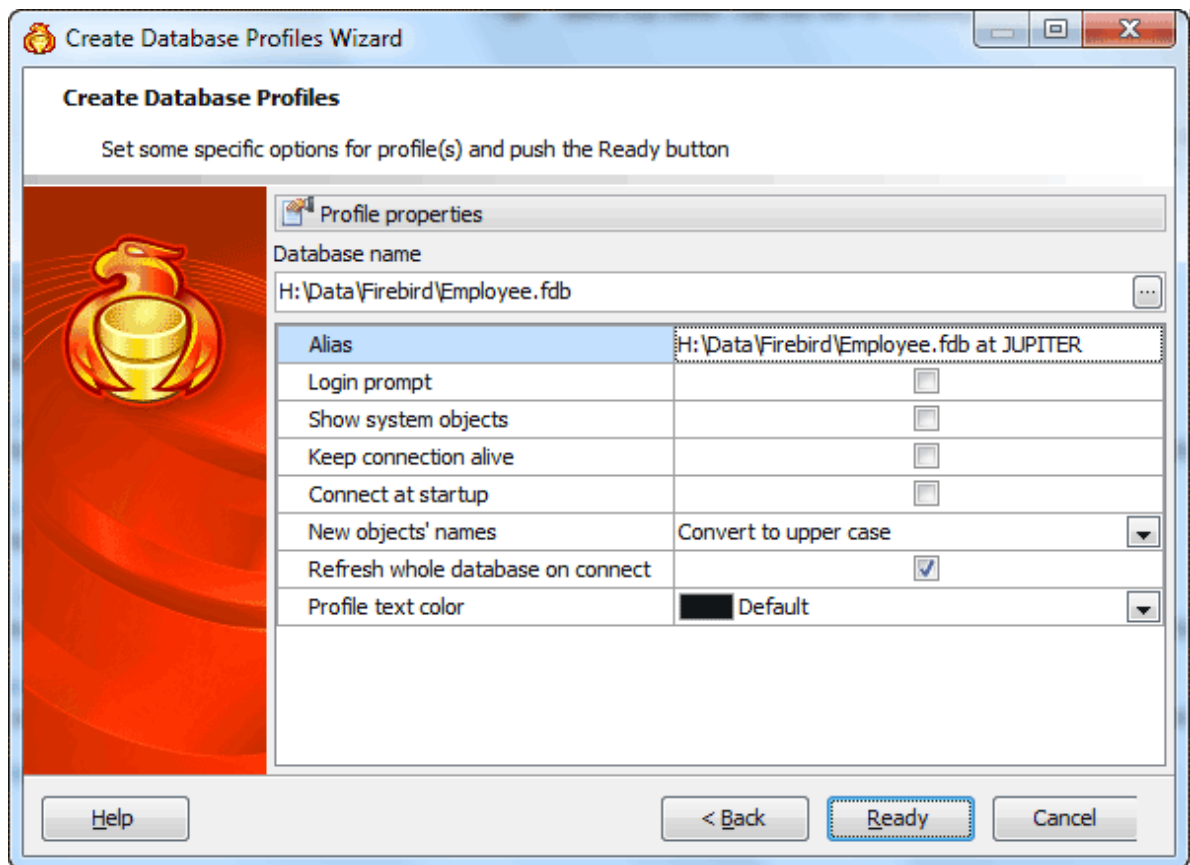 Create Database Profiles Wizard
Create Database Profiles
Set some specific options for profile(s) and push the Ready button
Profile properties
Database name
H:\Data\Firebird\Employee.fdb
...
Alias H:\Data\Firebird\Employee.fdb at JUPITER
Login prompt
Show system objects
Keep connection alive
Connect at startup
New objects' names Convert to upper case
Refresh whole database on connect
Profile text color Default
Help < Back Ready Cancel